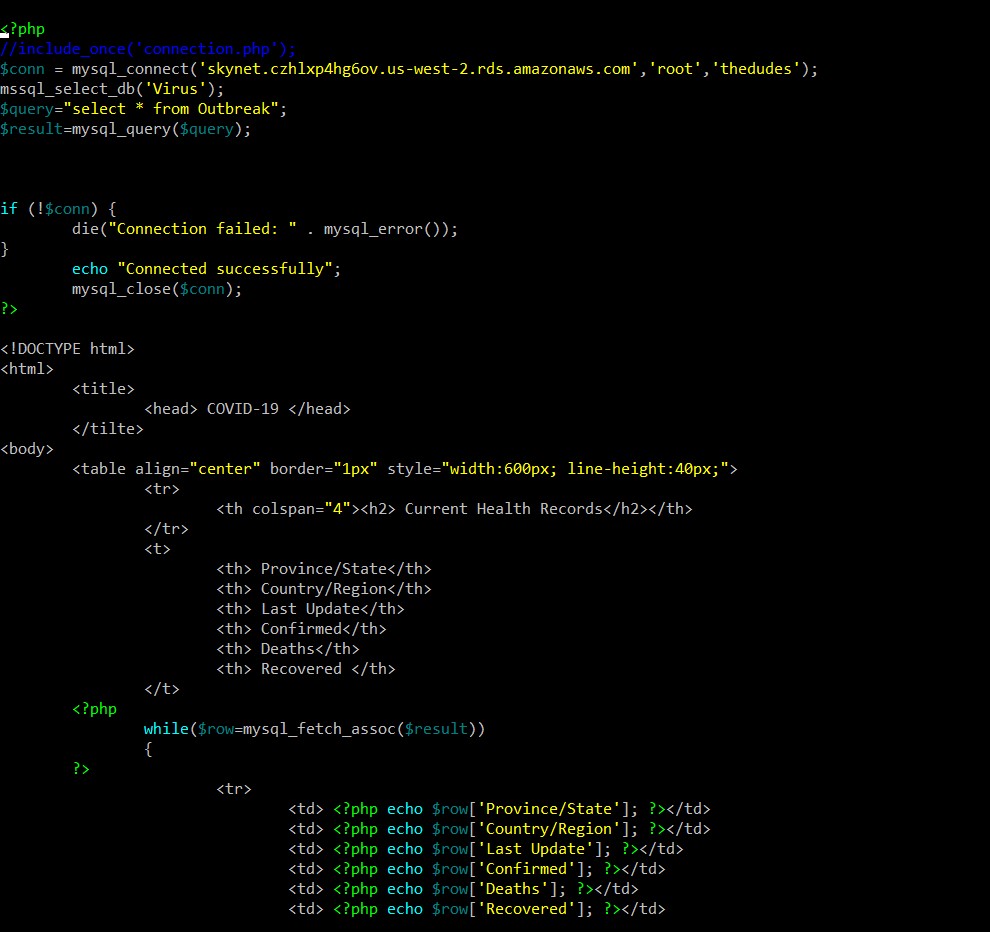 <?php
//include_once('connection.php');
$conn = mysql_connect('skynet.czhlxp4hg6ov.us-west-2.rds.amazonaws.com','root','thedudes');
mssql_select_db('Virus');
$query="select * from Outbreak";
$result=mysql_query($query);
if (!$conn) {
die("Connection failed: " . mysql_error());
}
echo "Connected successfully";
mysql_close($conn);
?>
<!DOCTYPE html>
<html>
<title>
<head> COVID-19 </head>
</tilte>
<body>
<table align="center" border="1px" style="width:600px; line-height:40px;">
<tr>
<th colspan="4"><h2> Current Health Records</h2></th>
</tr>
<t>
<th> Province/State</th>
<th> Country/Region</th>
<th> Last Update</th>
<th> Confirmed</th>
<th> Deaths</th>
<th> Recovered </th>
</t>
<?php
while($row=mysql_fetch_assoc($result))
{
?>
<tr>
<td> <?php echo $row['Province/State']; ?></td>
<td> <?php echo $row['Country/Region']; ?></td>
<td> <?php echo $row['Last Update']; ?></td>
<td> <?php echo $row['Confirmed']; ?></td>
<td> <?php echo $row['Deaths']; ?></td>
<td> <?php echo $row['Recovered']; ?></td>